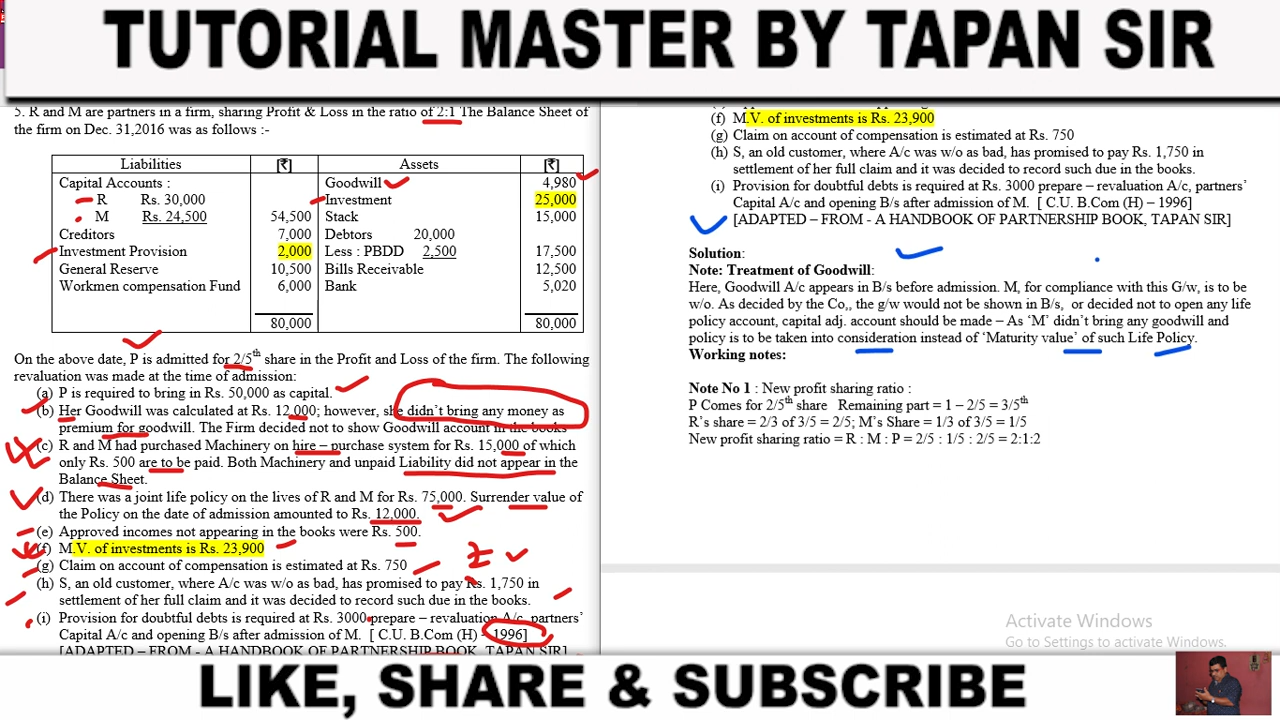 TUTORIAL MASTER BY TAPAN SIR
5. R and M are partners in a firm, sharing Profit & Loss in the ratio of 2:1 The Balance Sheet of
the firm on Dec. 31,2016 was as follows :-
Liabilities [₹] Assets [₹]
Capital Accounts : Goodwill 4,980
R Rs. 30,000 Investment 25,000
M Rs. 24,500 54,500 Stack 15,000
Creditors 7,000 Debtors 20,000
Investment Provision 2,000 Less : PBDD 2,500 17,500
General Reserve 10,500 Bills Receivable 12,500
Workmen compensation Fund 6,000 Bank 5,020
80,000 80,000
On the above date, P is admitted for 2/5th share in the Profit and Loss of the firm. The following
revaluation was made at the time of admission:
(a) P is required to bring in Rs. 50,000 as capital.
(b) Her Goodwill was calculated at Rs. 12,000; however, she didn't bring any money as
premium for goodwill. The Firm decided not to show Goodwill account in the books
(c) R and M had purchased Machinery on hire – purchase system for Rs. 15,000 of which
only Rs. 500 are to be paid. Both Machinery and unpaid Liability did not appear in the
Balance Sheet.
(d) There was a joint life policy on the lives of R and M for Rs. 75,000. Surrender value of
the Policy on the date of admission amounted to Rs. 12,000.
(e) Approved incomes not appearing in the books were Rs. 500.
(f) M.V. of investments is Rs. 23,900
(g) Claim on account of compensation is estimated at Rs. 750
(h) S, an old customer, where A/c was w/o as bad, has promised to pay Rs. 1,750 in
settlement of her full claim and it was decided to record such due in the books.
(i) Provision for doubtful debts is required at Rs. 3000 prepare – revaluation A/c, partners'
Capital A/c and opening B/s after admission of M. [ C.U. B.Com (H) – 1996]
[ADAPTED – FROM - A HANDBOOK OF PARTNERSHIP BOOK, TAPAN SIR]
(f) M.V. of investments is Rs. 23,900
(g) Claim on account of compensation is estimated at Rs. 750
(h) S, an old customer, where A/c was w/o as bad, has promised to pay Rs. 1,750 in
settlement of her full claim and it was decided to record such due in the books.
(i) Provision for doubtful debts is required at Rs. 3000 prepare – revaluation A/c, partners'
Capital A/c and opening B/s after admission of M. [ C.U. B.Com (H) – 1996]
[ADAPTED – FROM - A HANDBOOK OF PARTNERSHIP BOOK, TAPAN SIR]
Solution:
Note: Treatment of Goodwill:
Here, Goodwill A/c appears in B/s before admission. M, for compliance with this G/w, is to be
w/o. As decided by the Co,, the g/w would not be shown in B/s, or decided not to open any life
policy account, capital adj. account should be made – As 'M' didn't bring any goodwill and
policy is to be taken into consideration instead of 'Maturity value' of such Life Policy.
Working notes:
Note No 1 : New profit sharing ratio :
P Comes for 2/5th share Remaining part = 1 – 2/5 = 3/5th
R's share = 2/3 of 3/5 = 2/5; M's Share = 1/3 of 3/5 = 1/5
New profit sharing ratio = R : M : P = 2/5 : 1/5 : 2/5 = 2:1:2
Activate Windows
Go to Settings to activate Windows.
LIKE, SHARE & SUBSCRIBE